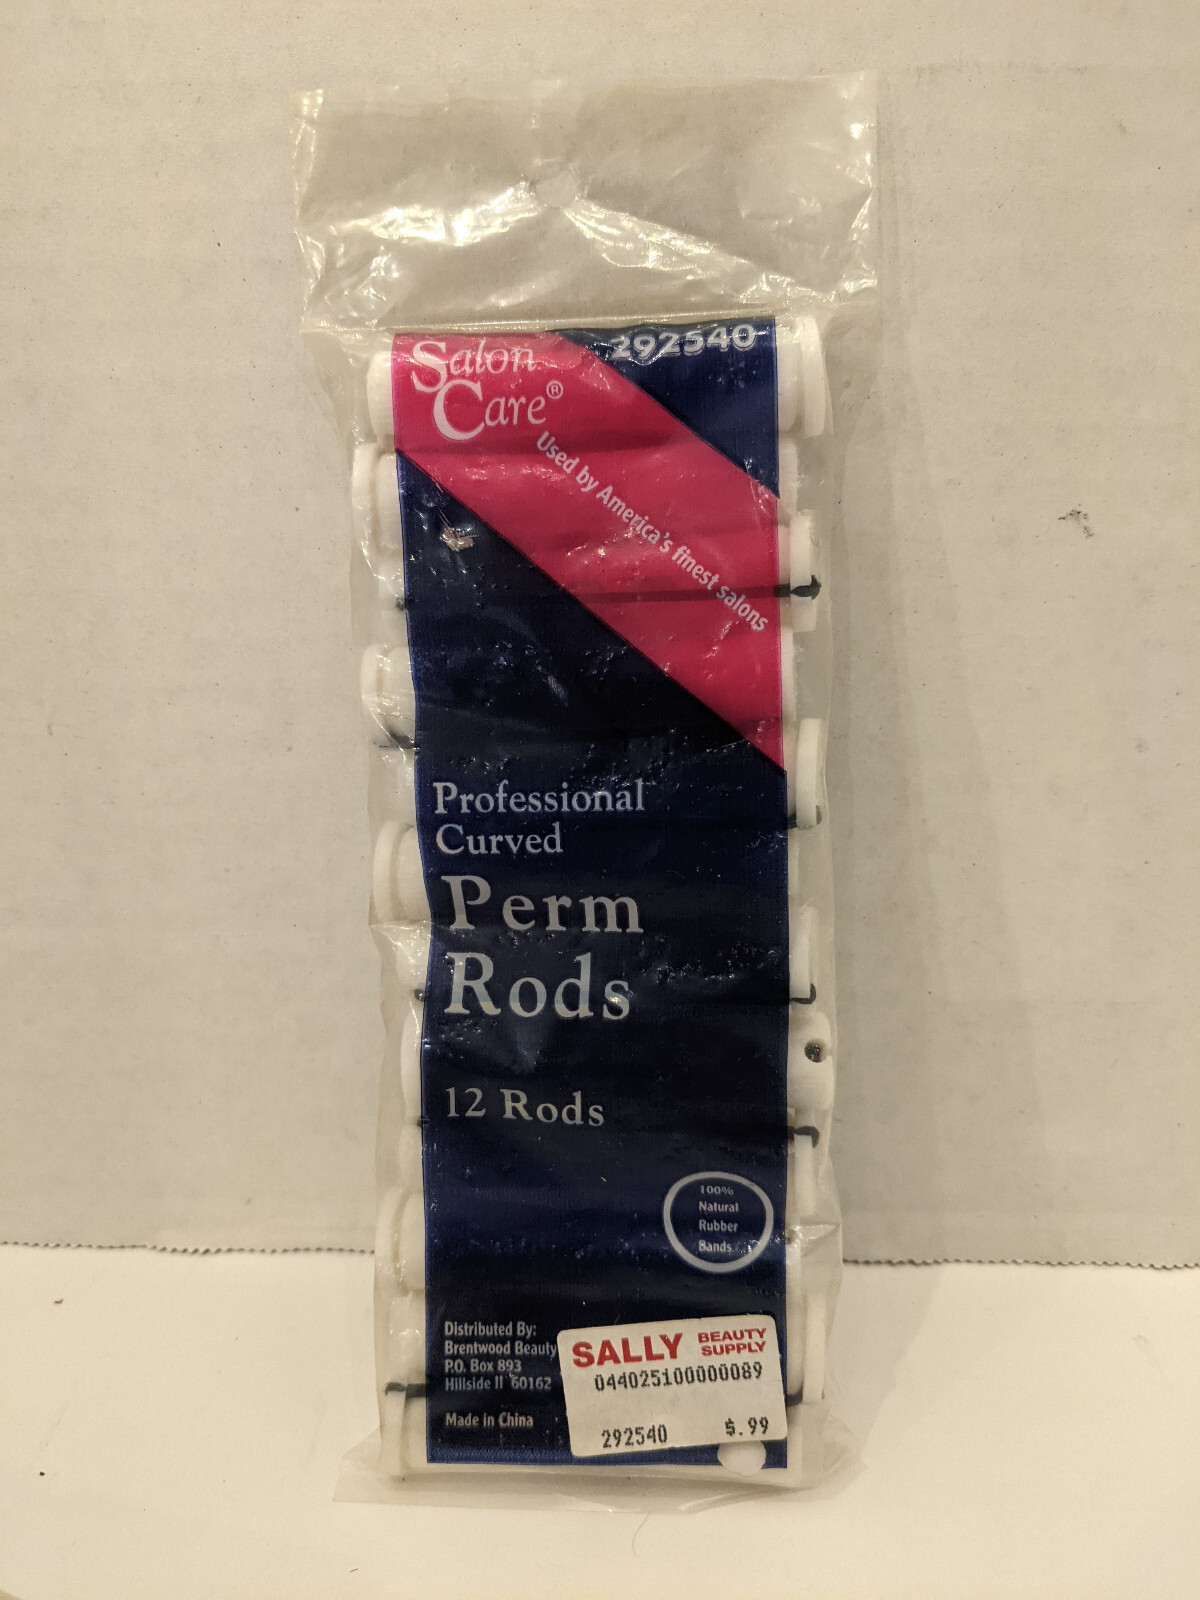 292540
Salon
Care®
Used by America's finest salons
Professional
Curved
Perm
Rods
12 Rods
100%
Natural
Rubber
Bands
Distributed By:
Brentwood Beauty
P.O. Box 893
Hillside Il 60162
Made in China
SALLY BEAUTY SUPPLY
044025100000089
292540 $.99